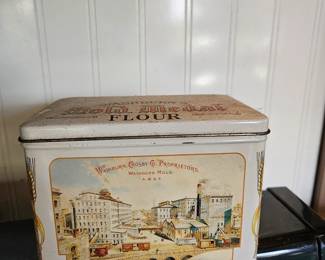 Gold Medal
FLOUR
WASHBURN, CROSBY CO. PROPRIETORS.
WASHBURN MILLS